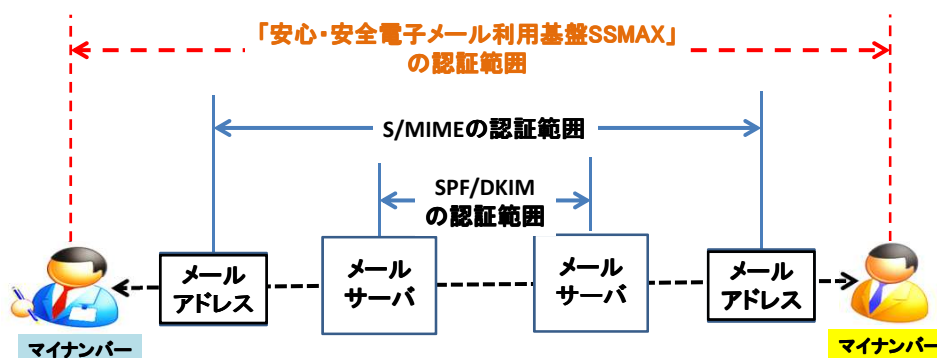 「安心・安全電子メール利用基盤SSMAX」
の認証範囲
S/MIMEの認証範囲
SPF/DKIM
の認証範囲
メール
アドレス
メール
サーバ
メール
サーバ
メール
アドレス
マイナンバー
マイナンバー